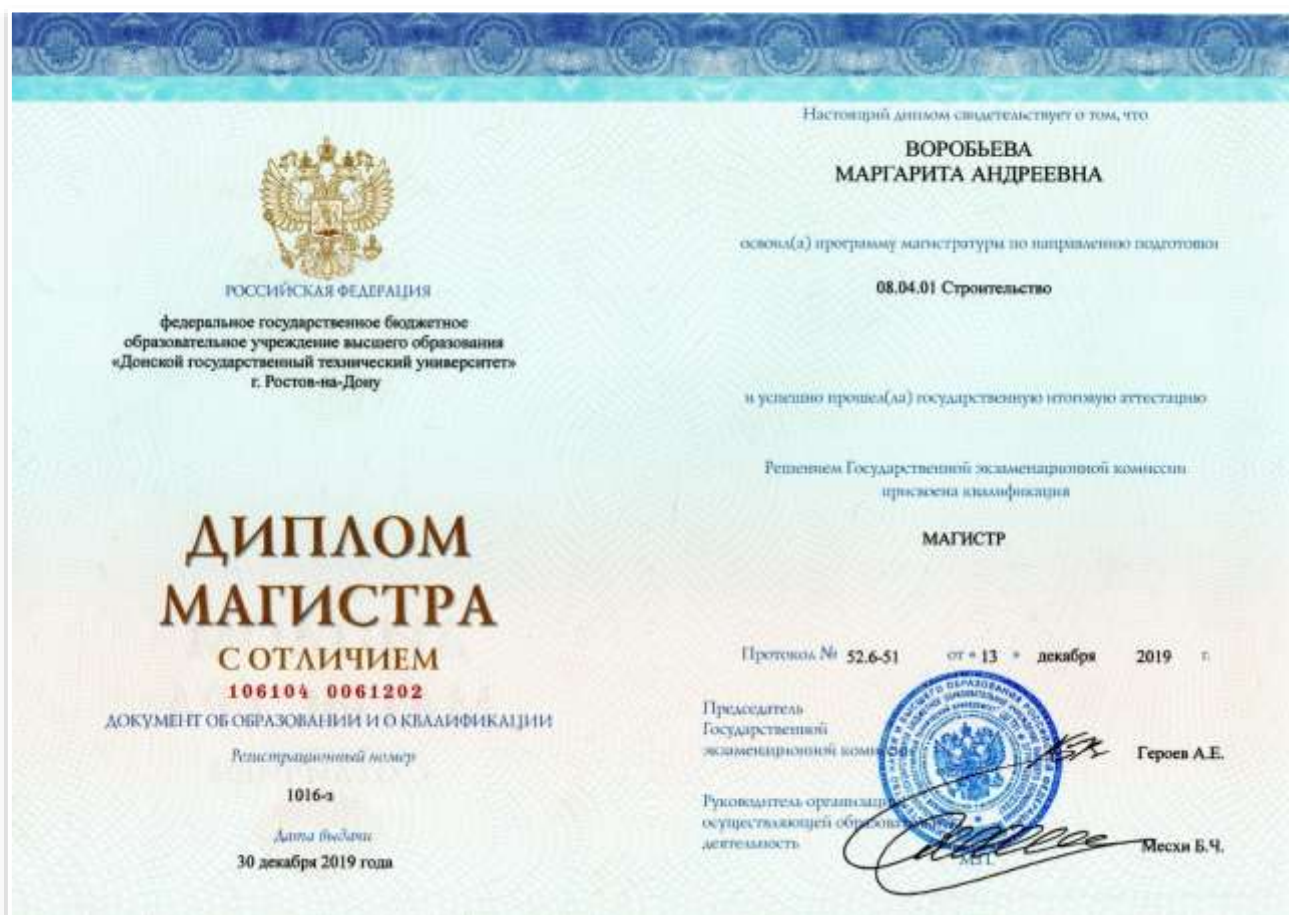 РОССИЙСКАЯ ФЕДЕРАЦИЯ
федеральное государственное бюджетное
образовательное учреждение высшего образования
«Донской государственный технический университет»
г. Ростов-на-Дону
ДИПЛОМ
МАГИСТРА
С ОТЛИЧИЕМ
106104 0061202
ДОКУМЕНТ ОБ ОБРАЗОВАНИИ И О КВАЛИФИКАЦИИ
Регистрационный номер
1016-з
Дата выдачи
30 декабря 2019 года
Настоящий диплом свидетельствует о том, что
ВОРОБЬЕВА
МАРГАРИТА АНДРЕЕВНА
освоил(а) программу магистратуры по направлению подготовки
08.04.01 Строительство
и успешно прошел(ла) государственную итоговую аттестацию
Решением Государственной экзаменационной комиссии
присвоена квалификация
МАГИСТР
Протокол № 52.6-51 от « 13 » декабря 2019 г.
Председатель
Государственной
экзаменационной
Героев А.Е.
Руководитель
осуществляющей
деятельность
Месхи Б.Ч.
М.П.